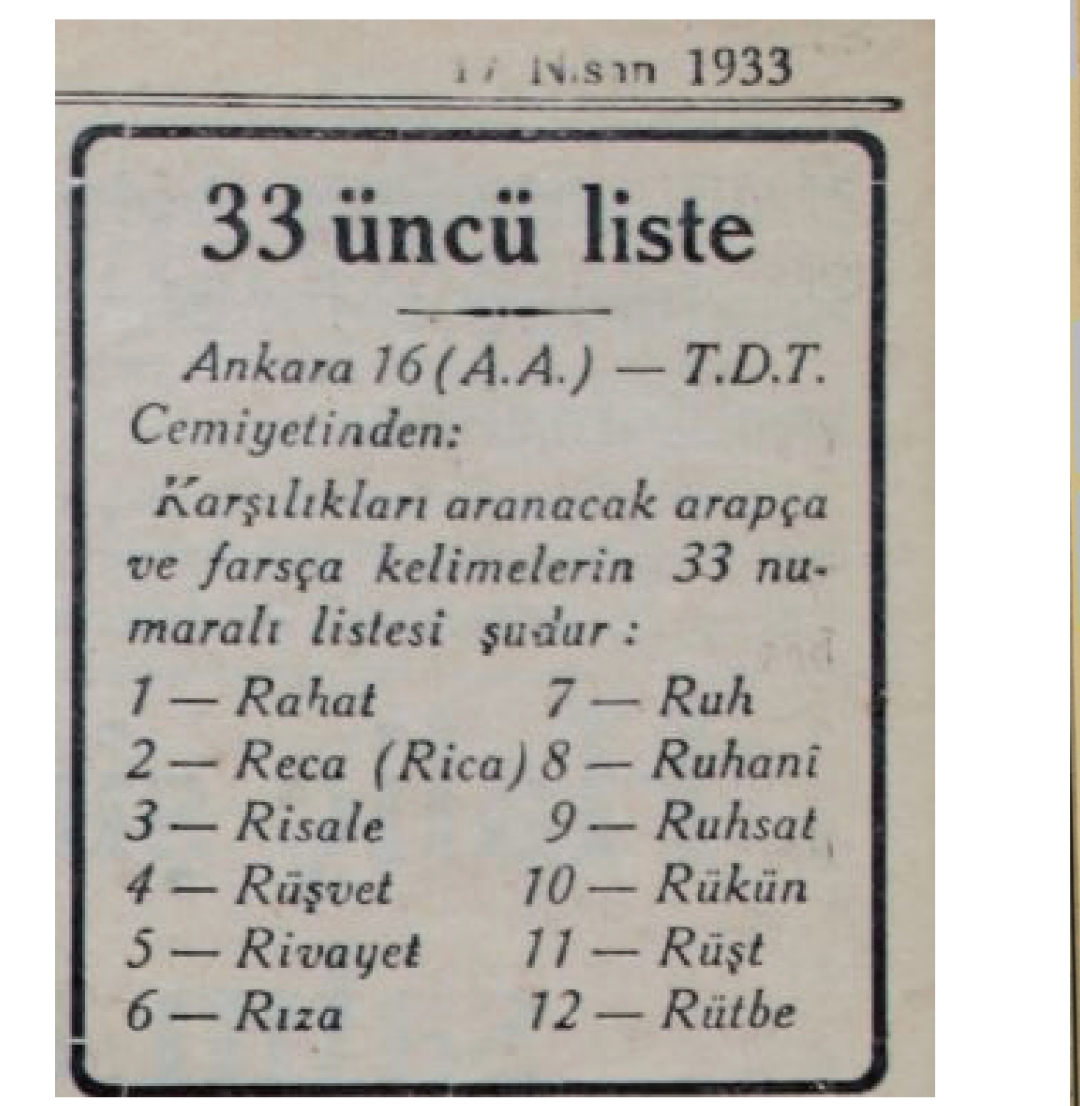 17 Nisan 1933
33 üncü liste
Ankara 16 (A.A.) — T.D.T.
Cemiyetinden:
Karşılıkları aranacak arapça
ve farsça kelimelerin 33 nu-
maralı listesi şudur :
1 — Rahat 7 — Ruh
2 — Reca (Rica) 8 — Ruhanî
3 — Risale 9 — Ruhsat
4 — Rüşvet 10 — Rükün
5 — Rivayet 11 — Rüşt
6 — Rıza 12 — Rütbe